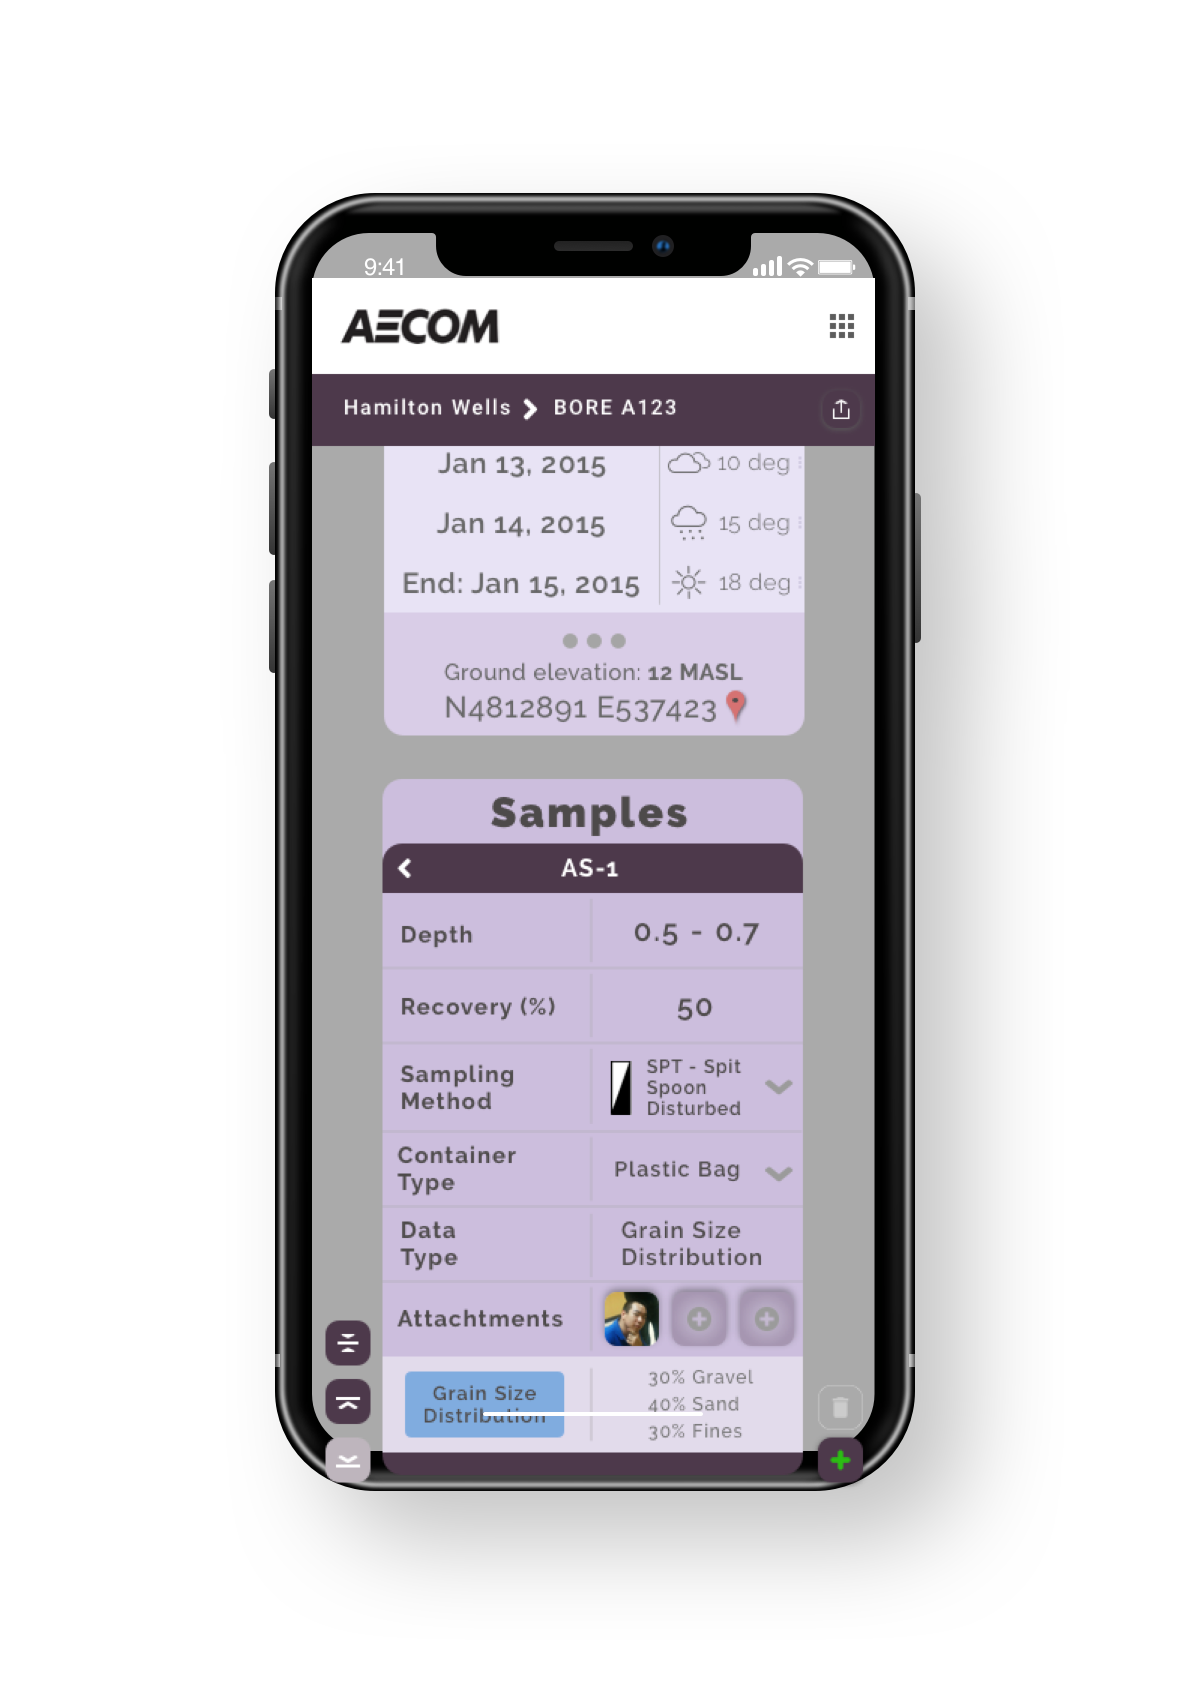 9:41
AECOM
Hamilton Wells BORE A123
Jan 13, 2015 10 deg
Jan 14, 2015 15 deg
End: Jan 15, 2015 18 deg
Ground elevation: 12 MASL
N4812891 E537423
Samples
AS-1
Depth 0.5 - 0.7
Recovery (%) 50
Sampling
Method
SPT - Spit
Spoon
Disturbed
Container
Type
Plastic Bag
Data
Type
Grain Size
Distribution
Attachtments
Grain Size
Distribution
30% Gravel
40% Sand
30% Fines